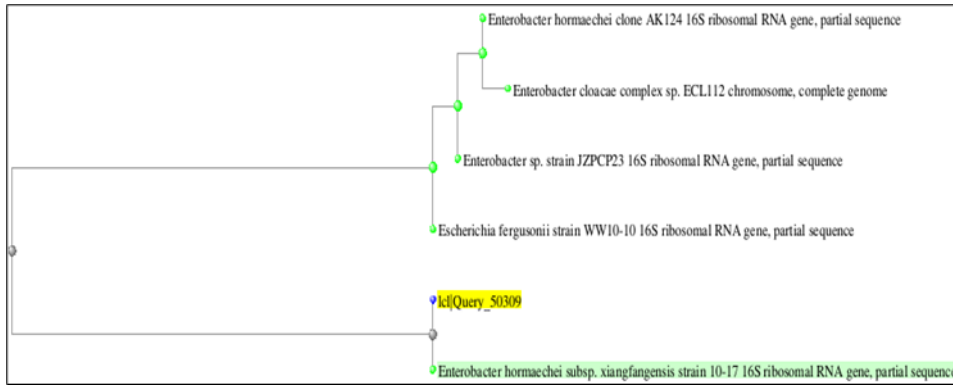 Enterobacter hormaechei clone AK124 16S ribosomal RNA gene, partial sequence
Enterobacter cloacae complex sp. ECL112 chromosome, complete genome
Enterobacter sp. strain JZPCP23 16S ribosomal RNA gene, partial sequence
Escherichia fergusonii strain WW10-10 16S ribosomal RNA gene, partial sequence
lcl|Query_50309
Enterobacter hormaechei subsp. xiangfangensis strain 10-17 16S ribosomal RNA gene, partial sequence